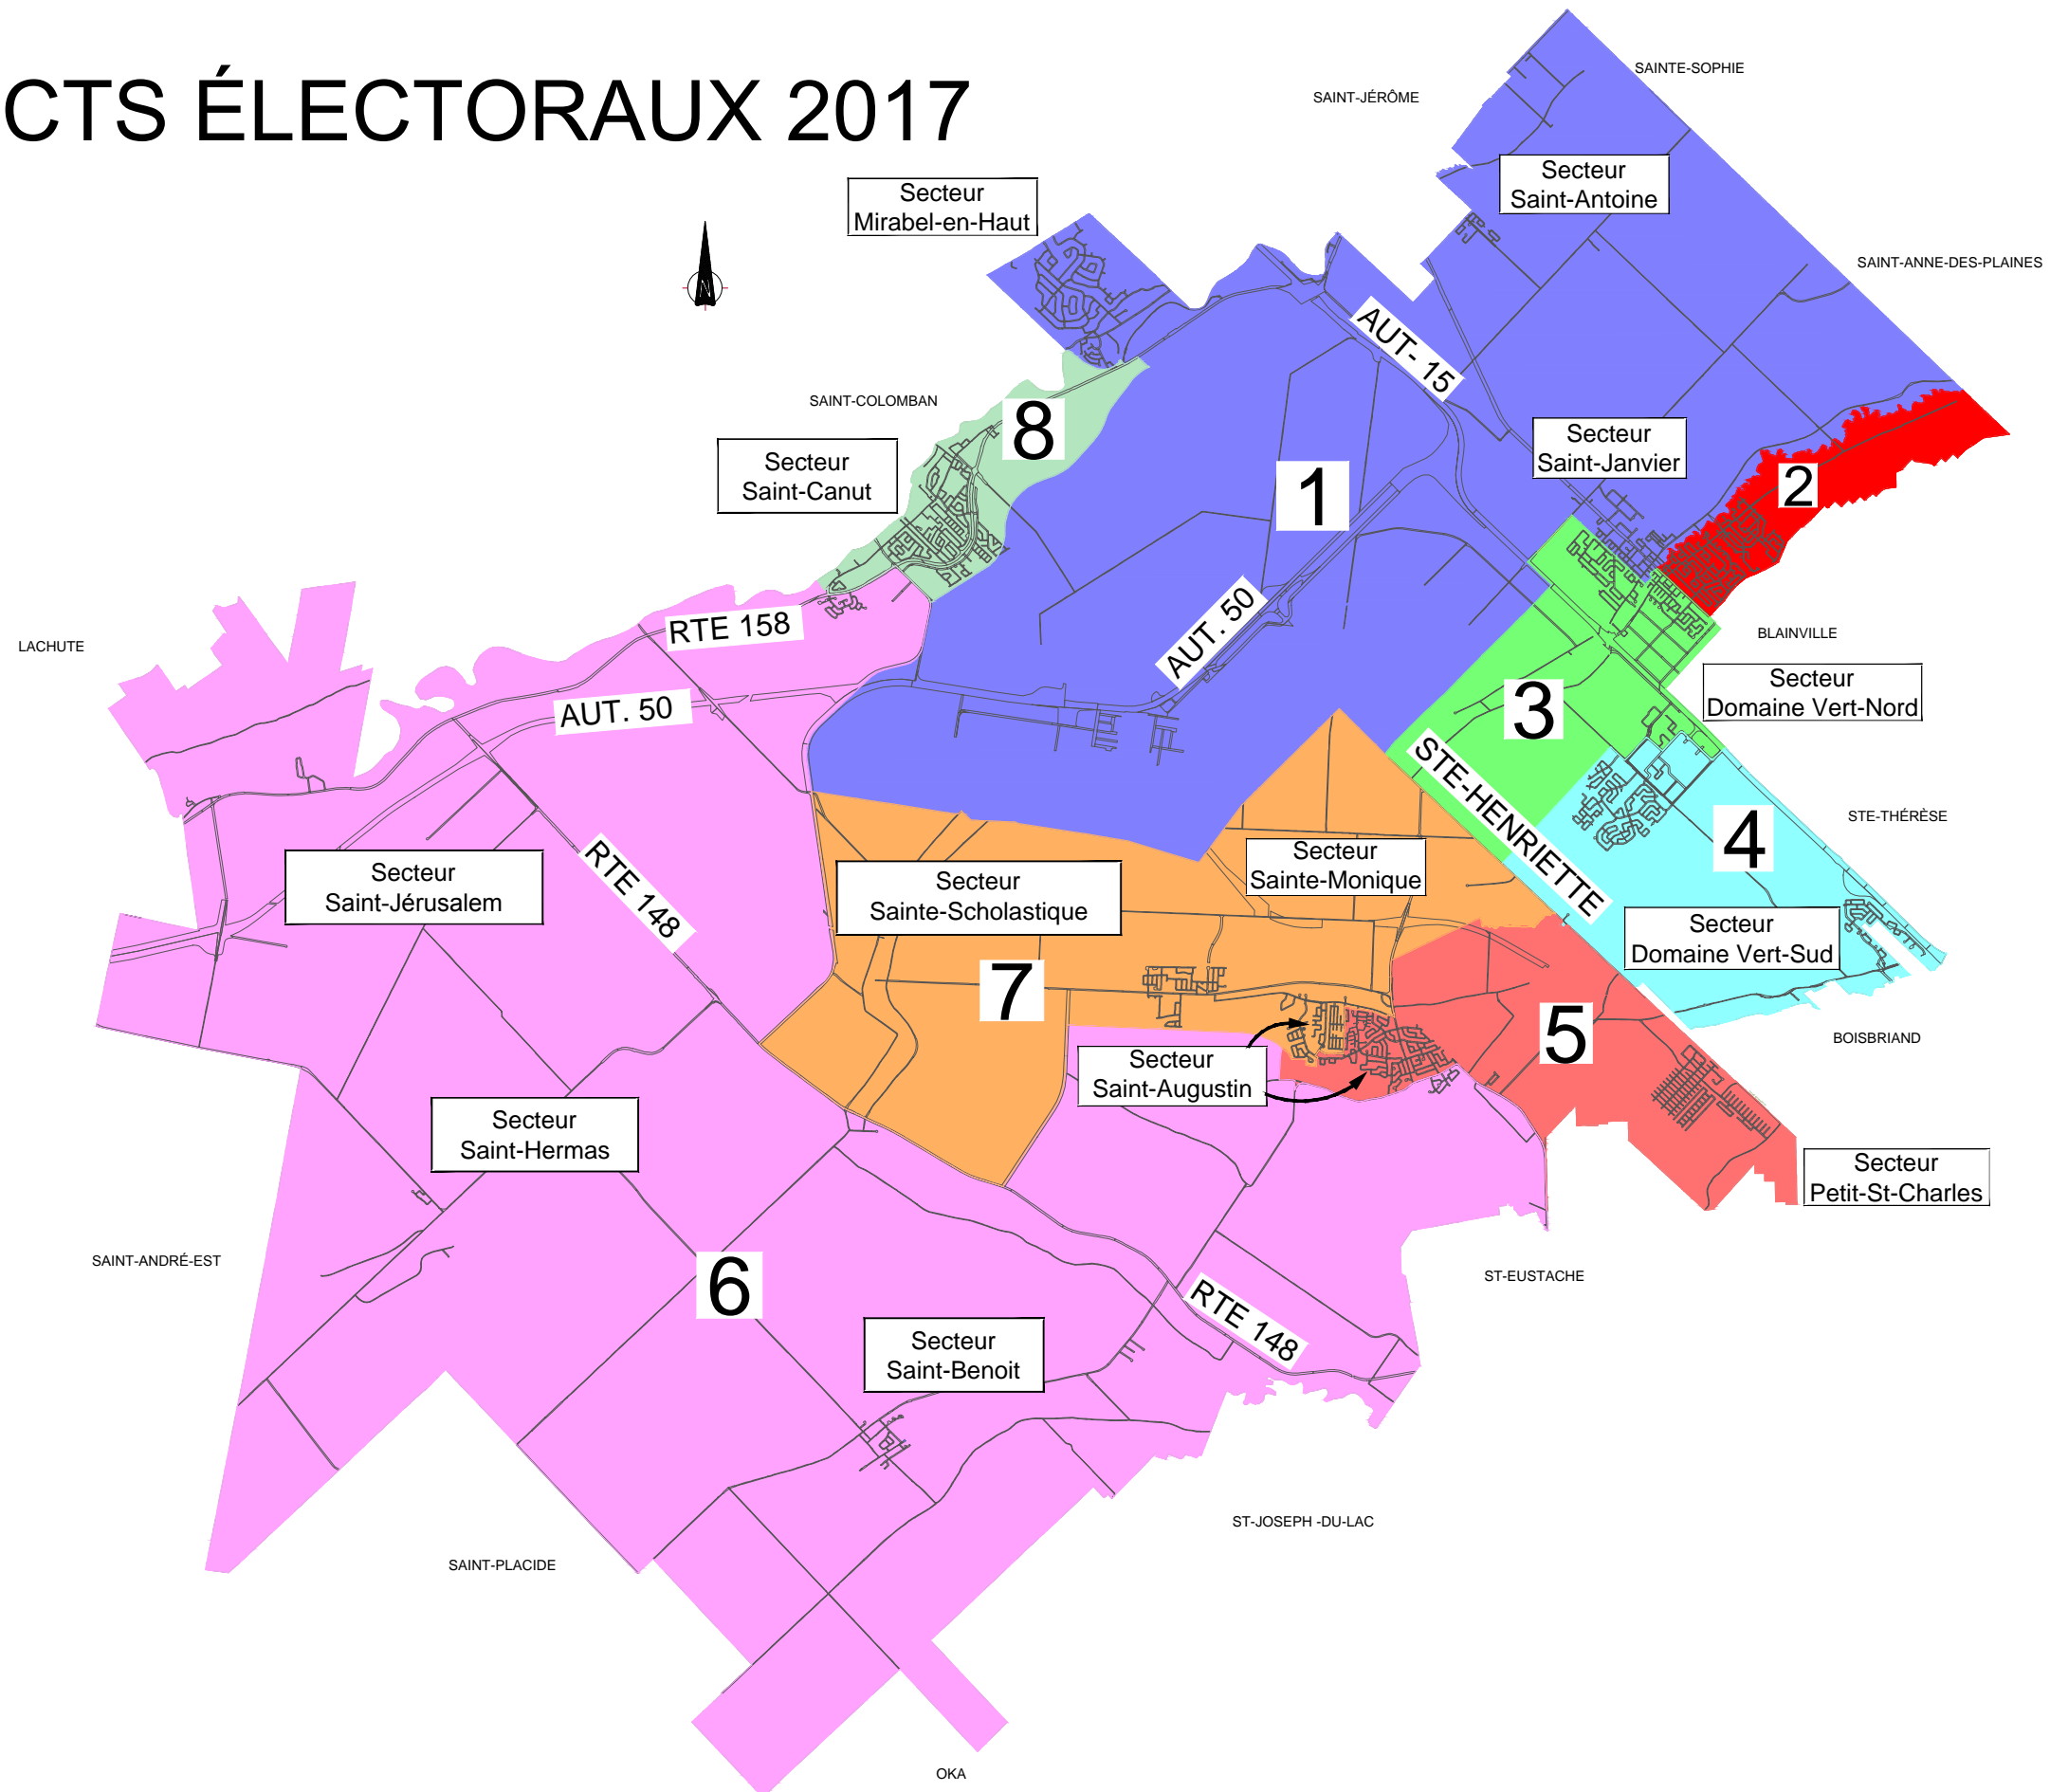 CTS ÉLECTORAUX 2017
SAINTE-SOPHIE
SAINT-JÉRÔME
Secteur
Saint-Antoine
Secteur
Mirabel-en-Haut
N
SAINT-ANNE-DES-PLAINES
AUT- 15
SAINT-COLOMBAN
8
Secteur
Saint-Janvier
Secteur
Saint-Canut
1
2
RTE 158
AUT. 50
LACHUTE
BLAINVILLE
Secteur
Domaine Vert-Nord
AUT. 50
3
STE-HENRIETTE
STE-THÉRÈSE
4
Secteur
Saint-Jérusalem
RTE 148
Secteur
Sainte-Scholastique
Secteur
Sainte-Monique
Secteur
Domaine Vert-Sud
7
5
BOISBRIAND
Secteur
Saint-Augustin
Secteur
Saint-Hermas
Secteur
Petit-St-Charles
SAINT-ANDRÉ-EST
6
ST-EUSTACHE
RTE 148
Secteur
Saint-Benoit
ST-JOSEPH -DU-LAC
SAINT-PLACIDE
OKA